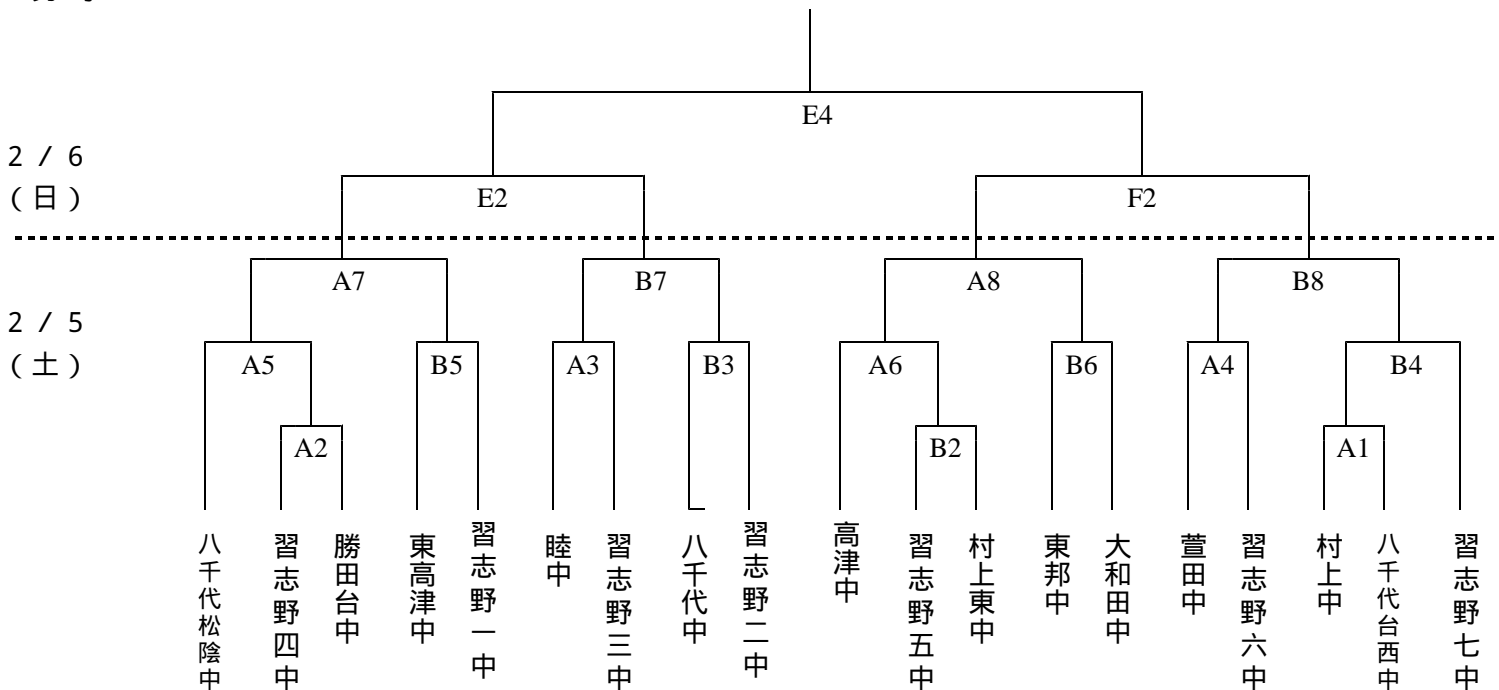 E4
2 / 6
( 日 )
E2
F2
A7
B7
A8
B8
2 / 5
( 土 )
A5
B5
A3
B3
A6
B6
A4
B4
A2
B2
A1
八千代松陰中
習志野四中
勝田台中
東高津中
習志野一中
睦中
習志野三中
八千代中
習志野二中
高津中
習志野五中
村上東中
東邦中
大和田中
萱田中
習志野六中
村上中
八千代台西中
習志野七中